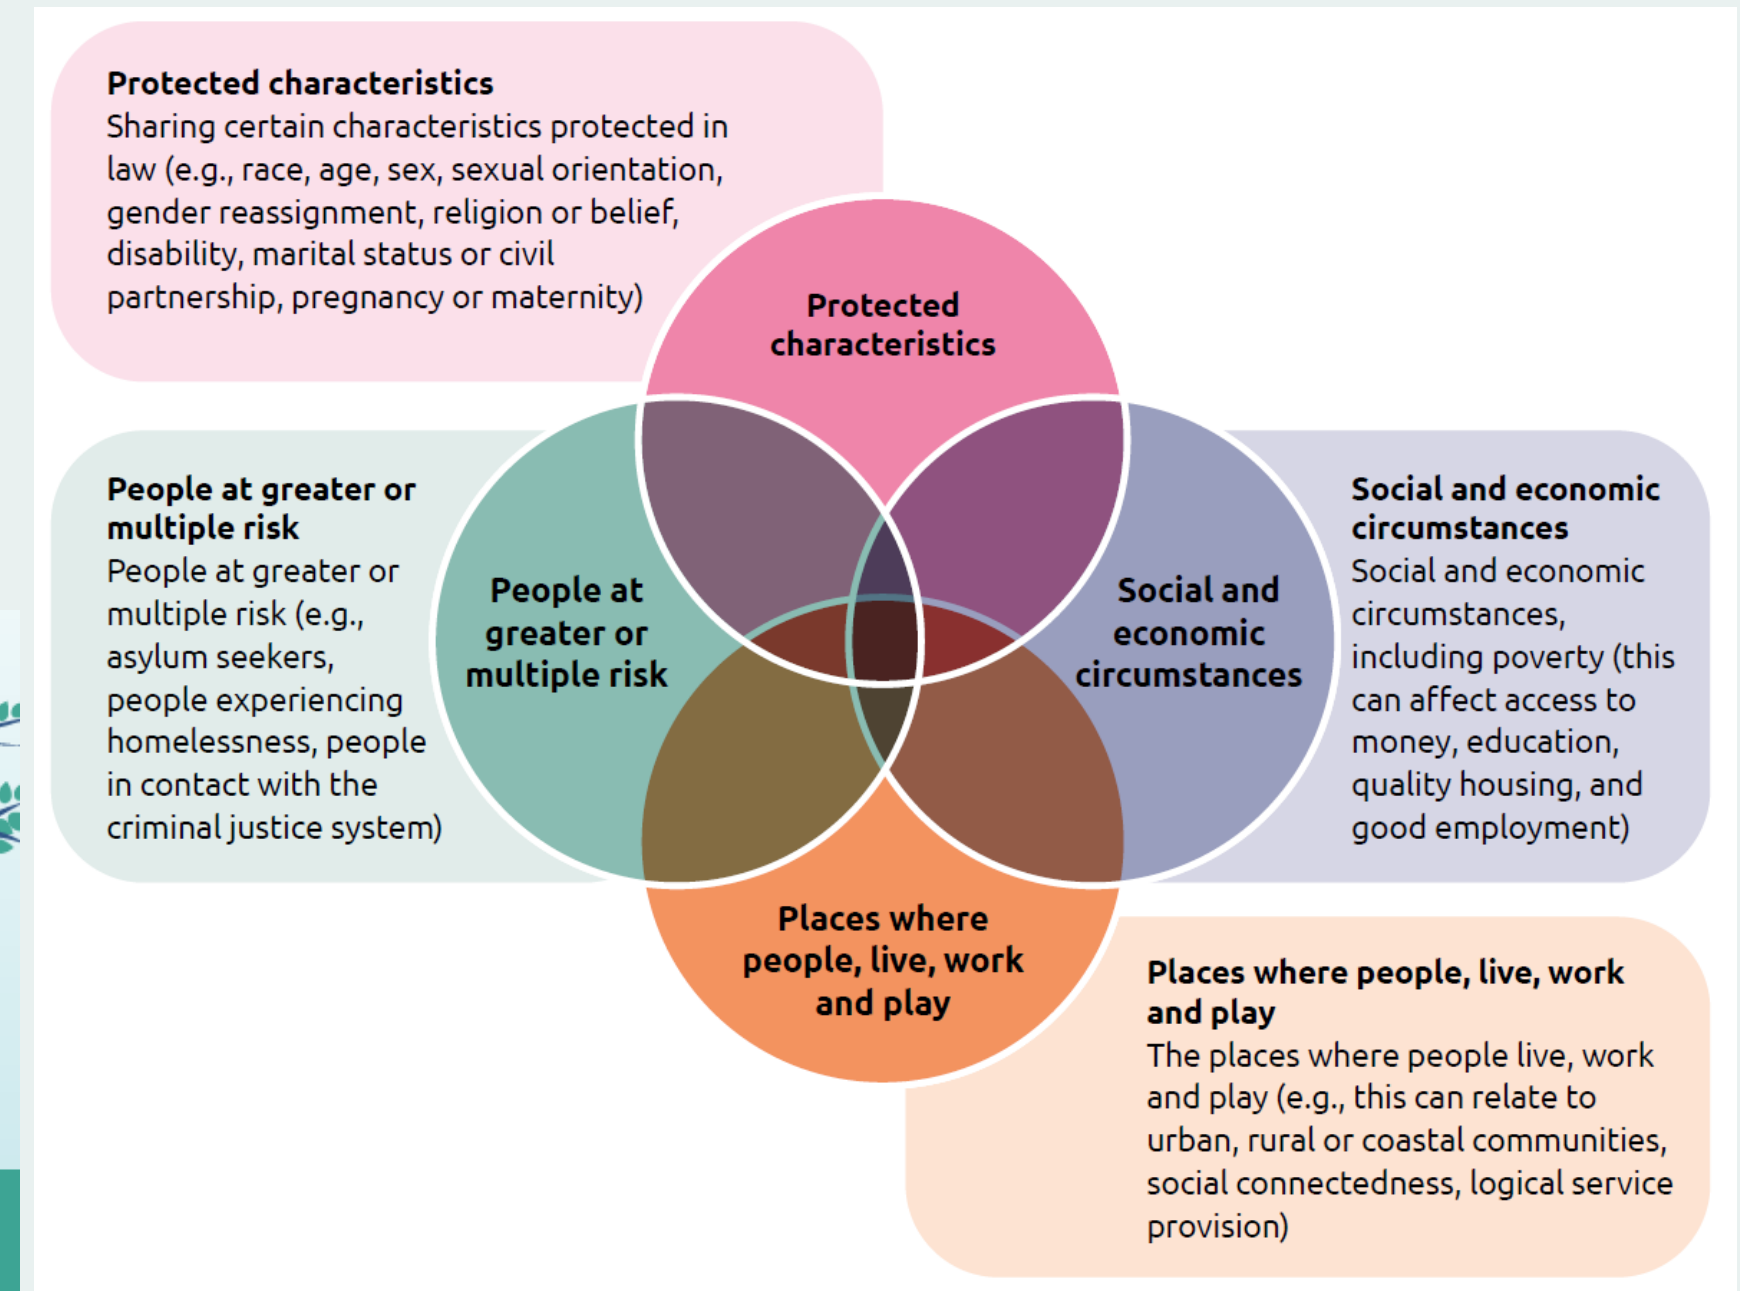 Protected characteristics
Sharing certain characteristics protected in
law (e.g., race, age, sex, sexual orientation,
gender reassignment, religion or belief,
disability, marital status or civil
partnership, pregnancy or maternity)
Protected
characteristics
People at greater or
multiple risk
People at greater or
multiple risk (e.g.,
asylum seekers,
people experiencing
homelessness, people
in contact with the
criminal justice system)
People at
greater or
multiple risk
Social and
economic
circumstances
Social and economic
circumstances
Social and economic
circumstances,
including poverty (this
can affect access to
money, education,
quality housing, and
good employment)
Places where
people, live, work
and play
Places where people, live, work
and play
The places where people live, work
and play (e.g., this can relate to
urban, rural or coastal communities,
social connectedness, logical service
provision)